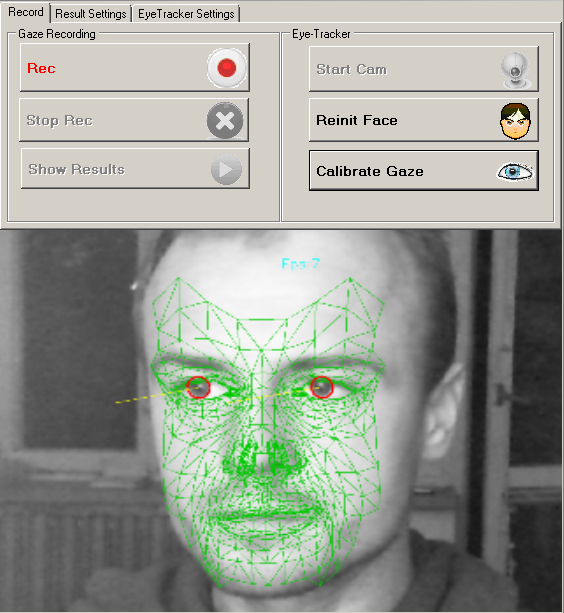 Record
Result Settings
EyeTracker Settings
Gaze Recording
Eye-Tracker
Rec
Start Cam
Stop Rec
Reinit Face
Show Results
Calibrate Gaze
Fps:7